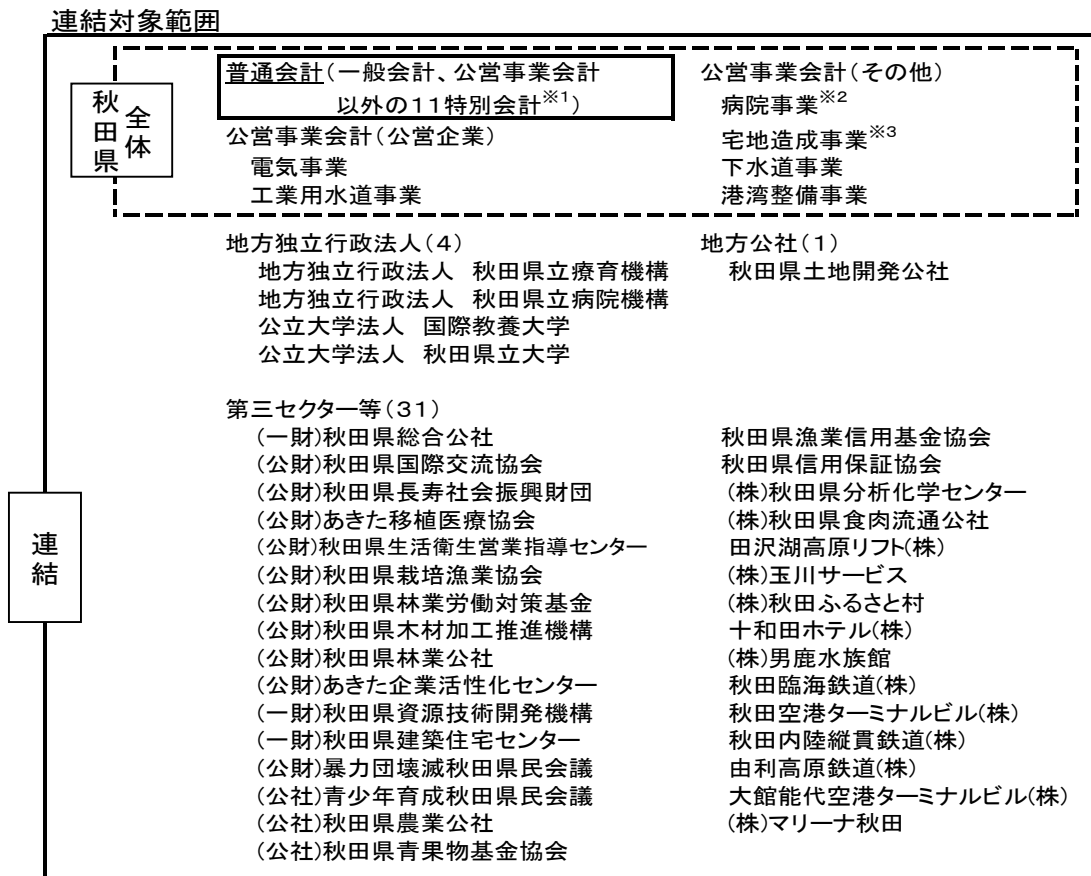 連結対象範囲
秋田県
全体
普通会計(一般会計、公営事業会計
以外の11特別会計※1)
公営事業会計(公営企業)
電気事業
工業用水道事業
公営事業会計(その他)
病院事業※2
宅地造成事業※3
下水道事業
港湾整備事業
連結
地方独立行政法人(4)
地方独立行政法人 秋田県立療育機構
地方独立行政法人 秋田県立病院機構
公立大学法人 国際教養大学
公立大学法人 秋田県立大学
地方公社(1)
秋田県土地開発公社
第三セクター等(31)
(一財)秋田県総合公社
(公財)秋田県国際交流協会
(公財)秋田県長寿社会振興財団
(公財)あきた移植医療協会
(公財)秋田県生活衛生営業指導センター
(公財)秋田県栽培漁業協会
(公財)秋田県林業労働対策基金
(公財)秋田県木材加工推進機構
(公財)秋田県林業公社
(公財)あきた企業活性化センター
(一財)秋田県資源技術開発機構
(一財)秋田県建築住宅センター
(公財)暴力団壊滅秋田県民会議
(公社)青少年育成秋田県民会議
(公社)秋田県農業公社
(公社)秋田県青果物基金協会
秋田県漁業信用基金協会
秋田県信用保証協会
(株)秋田県分析化学センター
(株)秋田県食肉流通公社
田沢湖高原リフト(株)
(株)玉川サービス
(株)秋田ふるさと村
十和田ホテル(株)
(株)男鹿水族館
秋田臨海鉄道(株)
秋田空港ターミナルビル(株)
秋田内陸縦貫鉄道(株)
由利高原鉄道(株)
大館能代空港ターミナルビル(株)
(株)マリーナ秋田